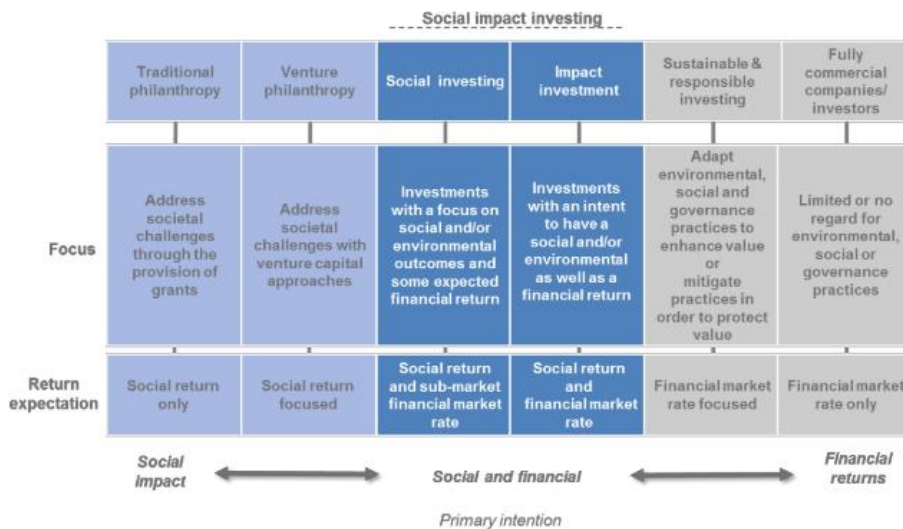 Social impact investing
Traditional
philanthropy
Venture
philanthropy
Social investing
Impact
investment
Sustainable &
responsible
investing
Fully
commercial
companies/
investors
Focus
Address
societal
challenges
through the
provision of
grants
Address
societal
challenges with
venture capital
approaches
Investments
with a focus on
social and/or
environmental
outcomes and
some expected
financial return
Investments
with an intent
to have a
social and/or
environmental
as well as a
financial return
Adapt
environmental,
social and
governance
practices to
enhance value
or
mitigate
practices in
order to protect
value
Limited or no
regard for
environmental,
social or
governance
practices
Return
expectation
Social return
only
Social return
focused
Social return
and sub-market
financial market
rate
Social return
and
financial market
rate
Financial market
rate focused
Financial market
rate only
Social
impact
Social and financial
Financial
returns
Primary intention